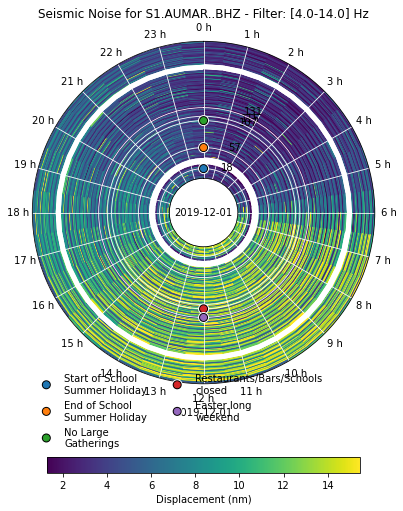 Seismic Noise for S1.AUMAR..BHZ - Filter: [4.0-14.0] Hz
0 h
23 h
1 h
22 h
2 h
21 h
3 h
20 h
4 h
57
19 h
5 h
18
18 h
2019-12-01
6 h
17 h
7 h
16 h
8 h
15 h
9 h
14 h
10 h
13 h
11 h
12 h
2019-12-01
Start of School
Summer Holiday
End of School
Summer Holiday
No Large
Gatherings
Restaurants/Bars/Schools
closed
Easter long
weekend
2 4 6 8 10 12 14
Displacement (nm)